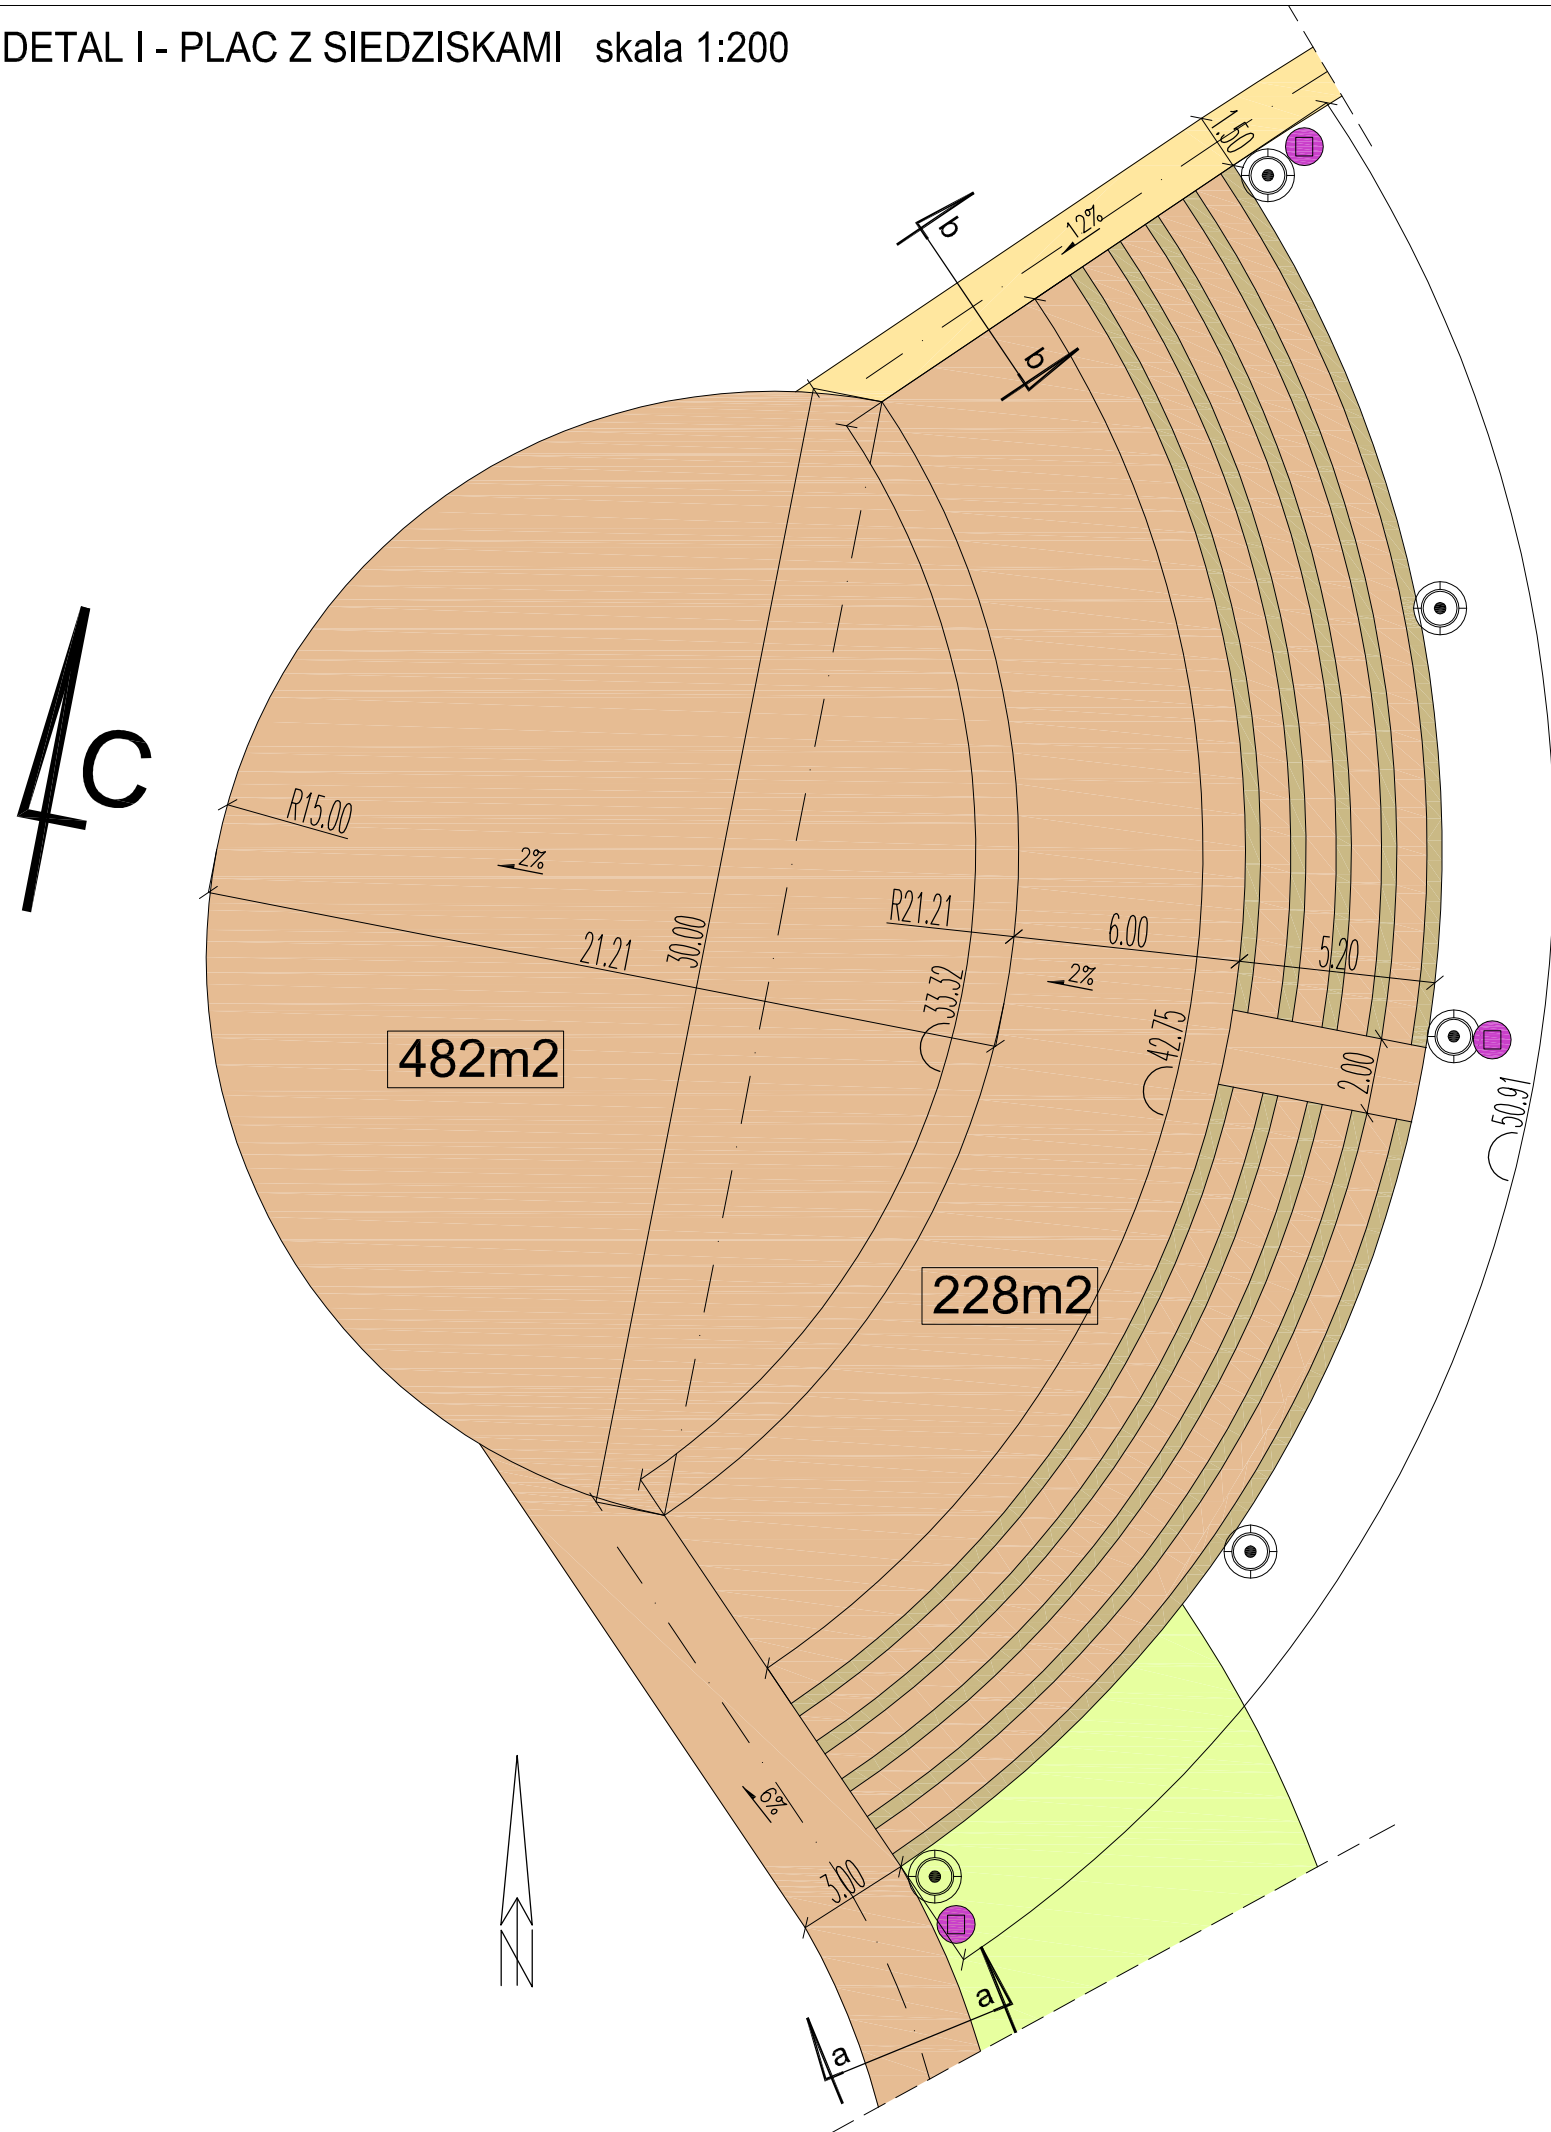 DETAL I - PLAC Z SIEDZISKAMI   skala 1:200
1.50
b
12%
b
C
R15.00
2%
R21.21
6.00
5.20
30.00
21.21
33.32
2%
42.75
482m2
2.00
50.91
228m2
6%
3.00
N
a
a